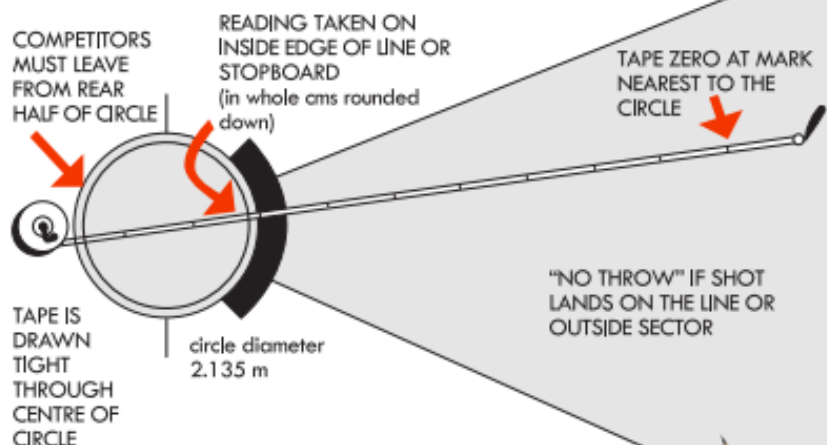 COMPETITORS
MUST LEAVE
FROM REAR
HALF OF CIRCLE
READING TAKEN ON
INSIDE EDGE OF LINE OR
STOPBOARD
(in whole cms rounded
down)
TAPE ZERO AT MARK
NEAREST TO THE
CIRCLE
"NO THROW" IF SHOT
LANDS ON THE LINE OR
OUTSIDE SECTOR
circle diameter
2.135 m
TAPE IS
DRAWN
TIGHT
THROUGH
CENTRE OF
CIRCLE